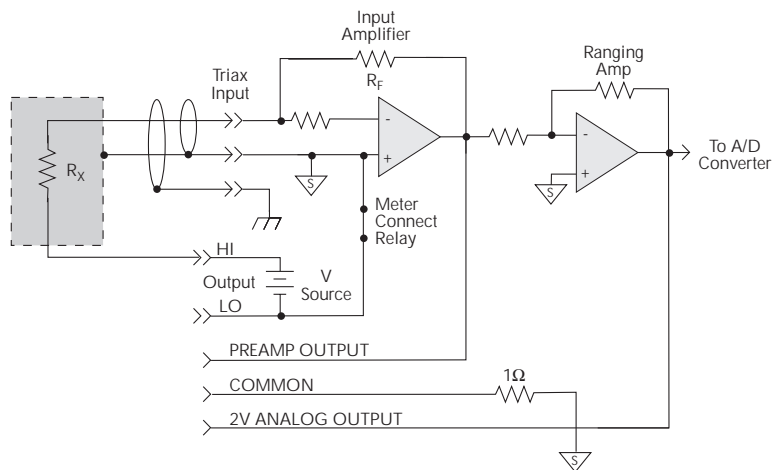 Input
Amplifier
R_F
Triax
Input
Ranging
Amp
-
+
S
-
+
S
To A/D
Converter
R_X
Meter
Connect
Relay
HI
Output
V
Source
LO
PREAMP OUTPUT
COMMON
1Ω
2V ANALOG OUTPUT
S